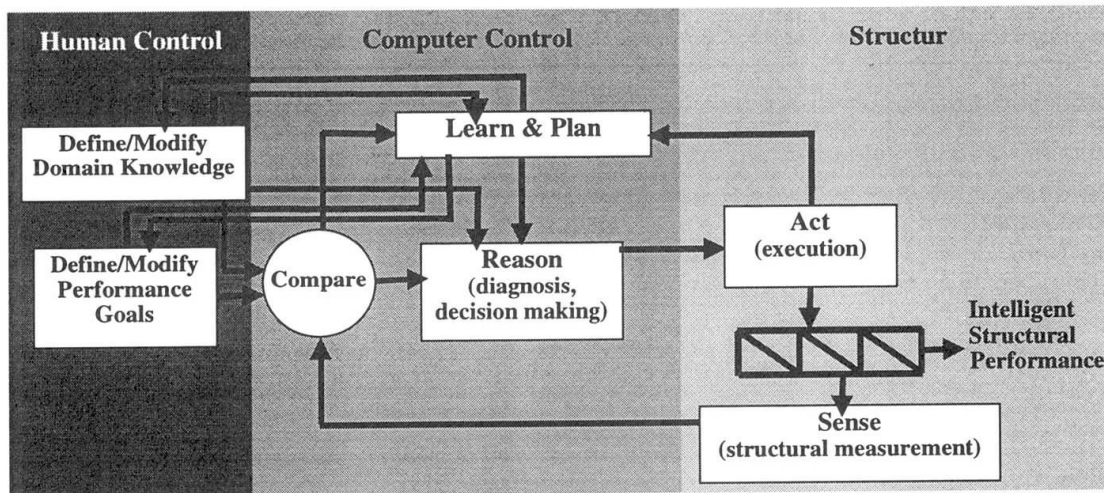 Human Control
Computer Control
Structur
Define/Modify
Domain Knowledge
Learn & Plan
Define/Modify
Performance
Goals
Compare
Reason
(diagnosis,
decision making)
Act
(execution)
Intelligent
Structural
Performance
Sense
(structural measurement)